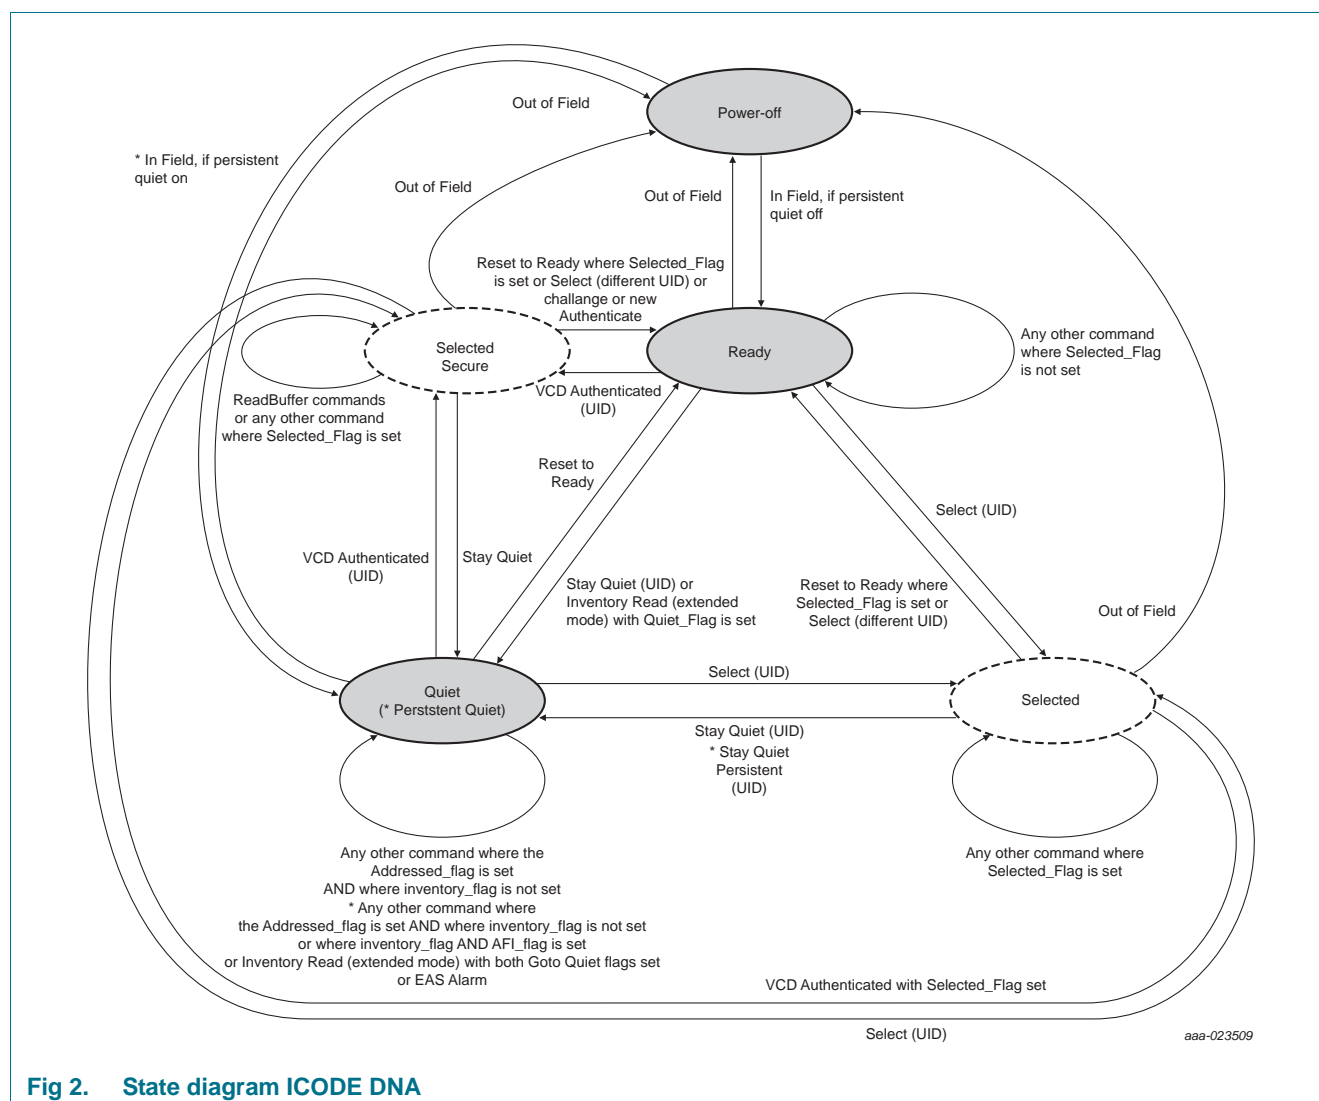 Power-off
Out of Field
* In Field, if persistent
quiet on
Out of Field
Out of Field
In Field, if persistent
quiet off
Reset to Ready where Selected_Flag
is set or Select (different UID) or
challange or new
Authenticate
Selected
Secure
Ready
Any other command
where Selected_Flag
is not set
VCD Authenticated
(UID)
ReadBuffer commands
or any other command
where Selected_Flag is set
Reset to
Ready
Select (UID)
VCD Authenticated
(UID)
Stay Quiet
Stay Quiet (UID) or
Inventory Read (extended
mode) with Quiet_Flag is set
Reset to Ready where
Selected_Flag is set or
Select (different UID)
Out of Field
Quiet
(* Perststent Quiet)
Select (UID)
Selected
Stay Quiet (UID)
* Stay Quiet
Persistent
(UID)
Any other command where the
Addressed_flag is set
AND where inventory_flag is not set
* Any other command where
the Addressed_flag is set AND where inventory_flag is not set
or where inventory_flag AND AFI_flag is set
or Inventory Read (extended mode) with both Goto Quiet flags set
or EAS Alarm
Any other command where
Selected_Flag is set
VCD Authenticated with Selected_Flag set
Select (UID)
aaa-023509
Fig 2. State diagram ICODE DNA